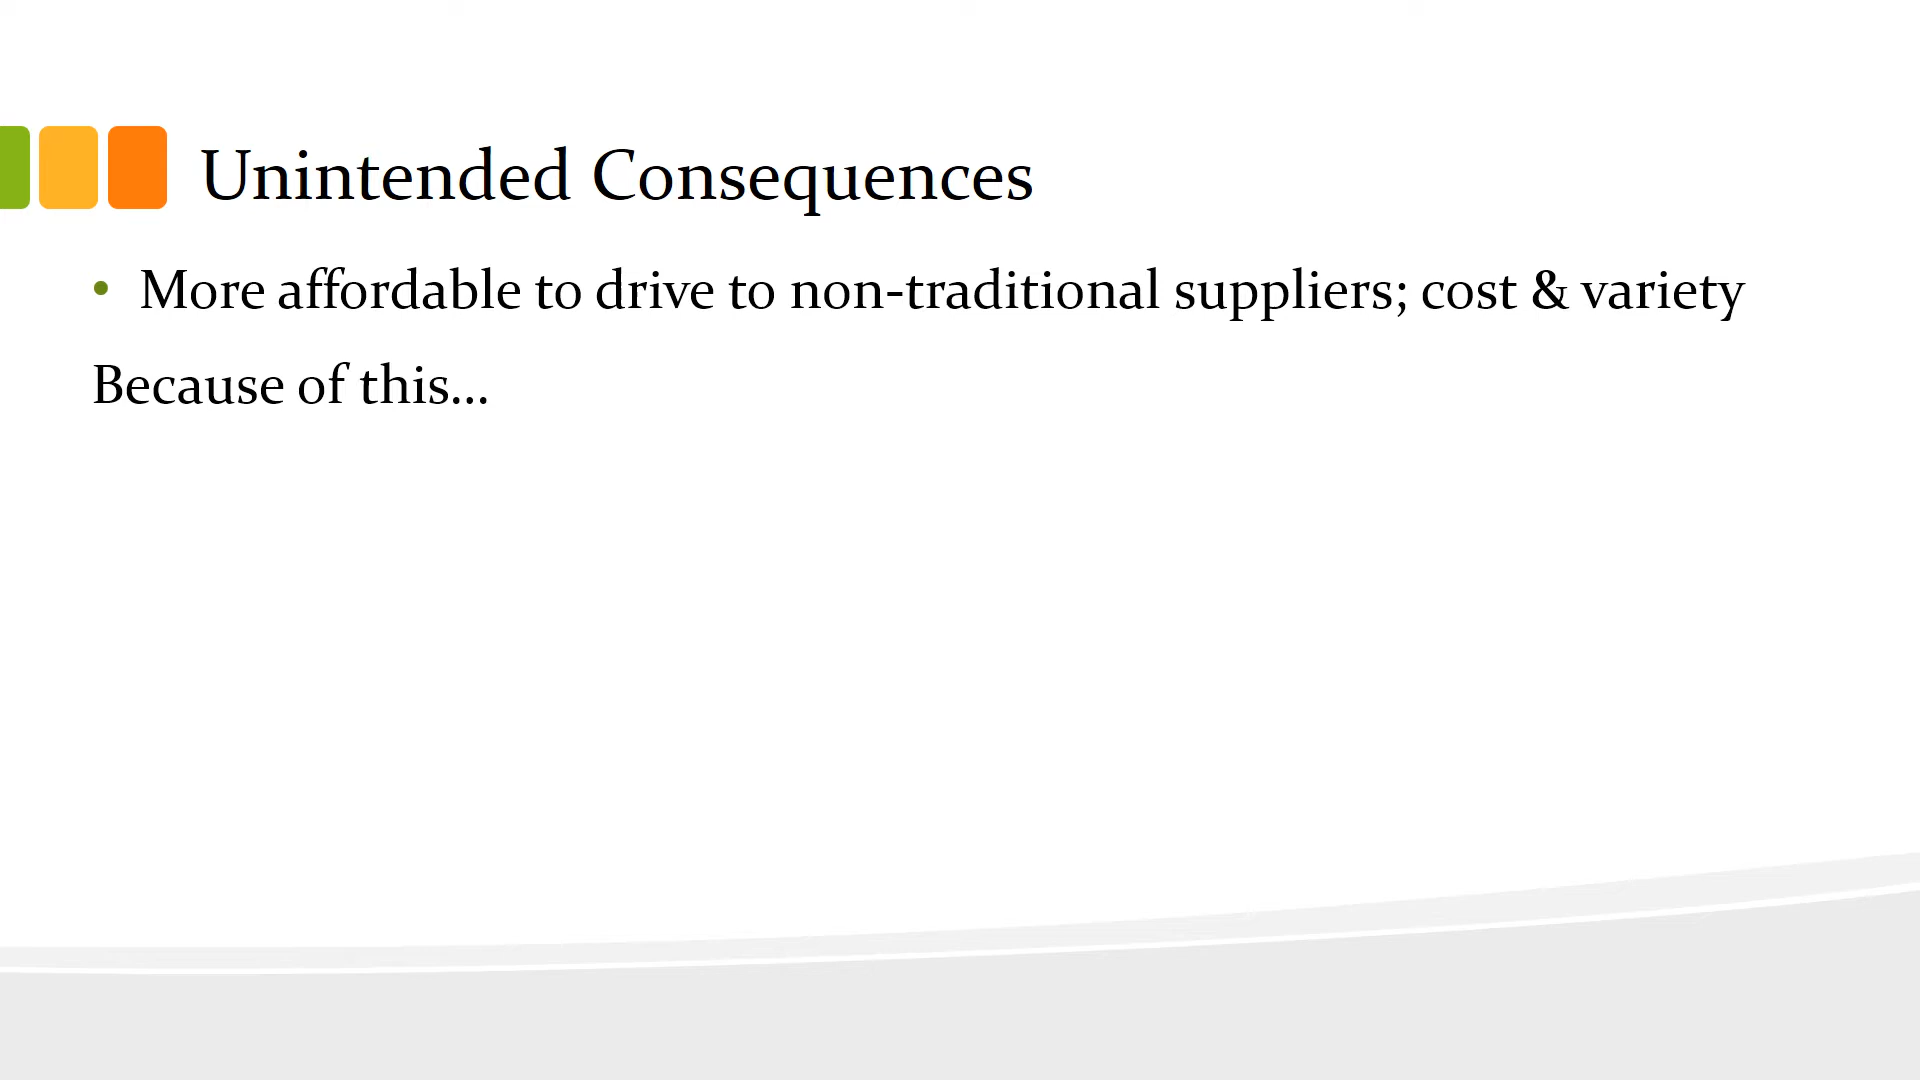 Unintended Consequences
• More affordable to drive to non-traditional suppliers; cost & variety
Because of this...